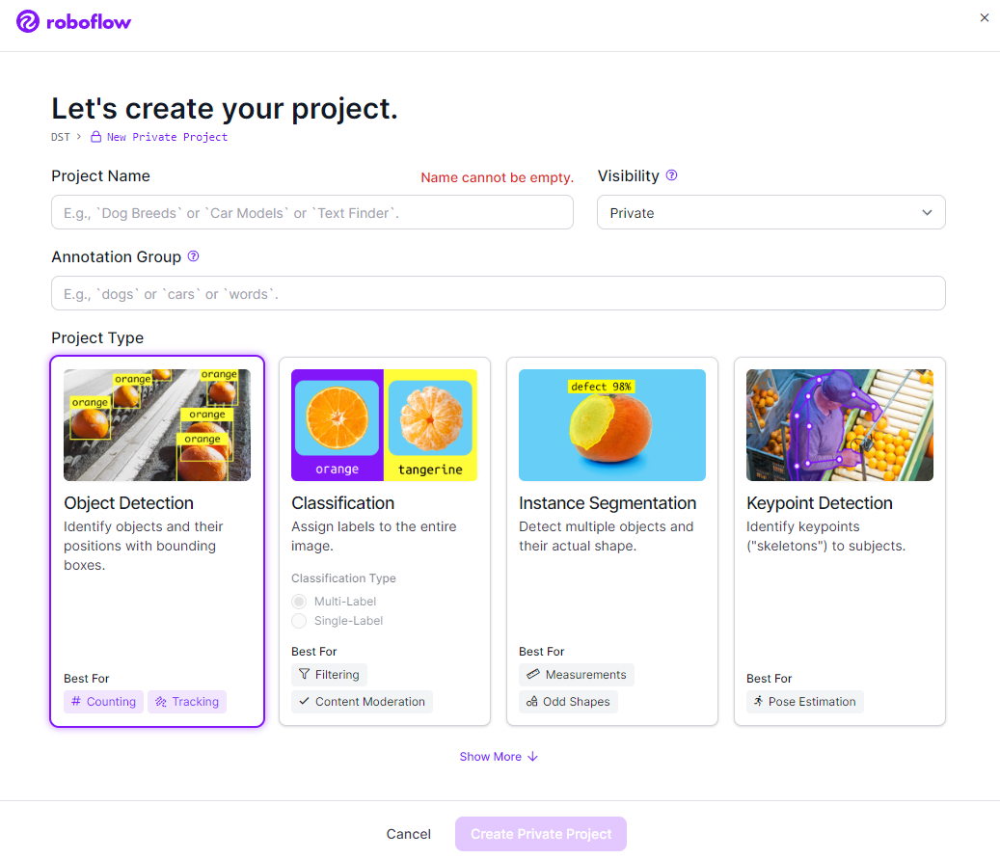 roboflow
Let's create your project.
DST > New Private Project
Project Name
Name cannot be empty.
Visibility
E.g., `Dog Breeds` or `Car Models` or `Text Finder`.
Private
Annotation Group
E.g., `dogs` or `cars` or `words`.
Project Type
orange
orange
orange
orange
orange
Object Detection
Identify objects and their
positions with bounding
boxes.
Best For
# Counting
Tracking
orange
tangerine
Classification
Assign labels to the entire
image.
Classification Type
Multi-Label
Single-Label
Best For
Filtering
Content Moderation
defect 98%
Instance Segmentation
Detect multiple objects and
their actual shape.
Best For
Measurements
Odd Shapes
Keypoint Detection
Identify keypoints
("skeletons") to subjects.
Best For
Pose Estimation
Show More
Cancel
Create Private Project